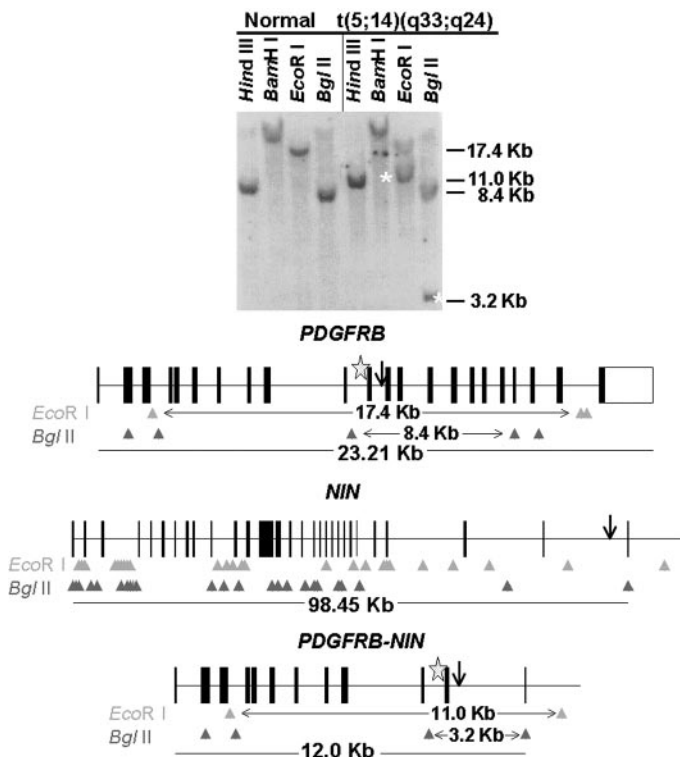 Normal t(5;14)(q33;q24)
Hind III BamH I EcoR I Bgl II Hind III BamH I EcoR I Bgl II
17.4 Kb
11.0 Kb
8.4 Kb
*
*
3.2 Kb
PDGFRB
EcoR I 17.4 Kb
Bgl II 8.4 Kb
23.21 Kb
NIN
EcoR I
Bgl II
98.45 Kb
PDGFRB-NIN
EcoR I 11.0 Kb
Bgl II 3.2 Kb
12.0 Kb